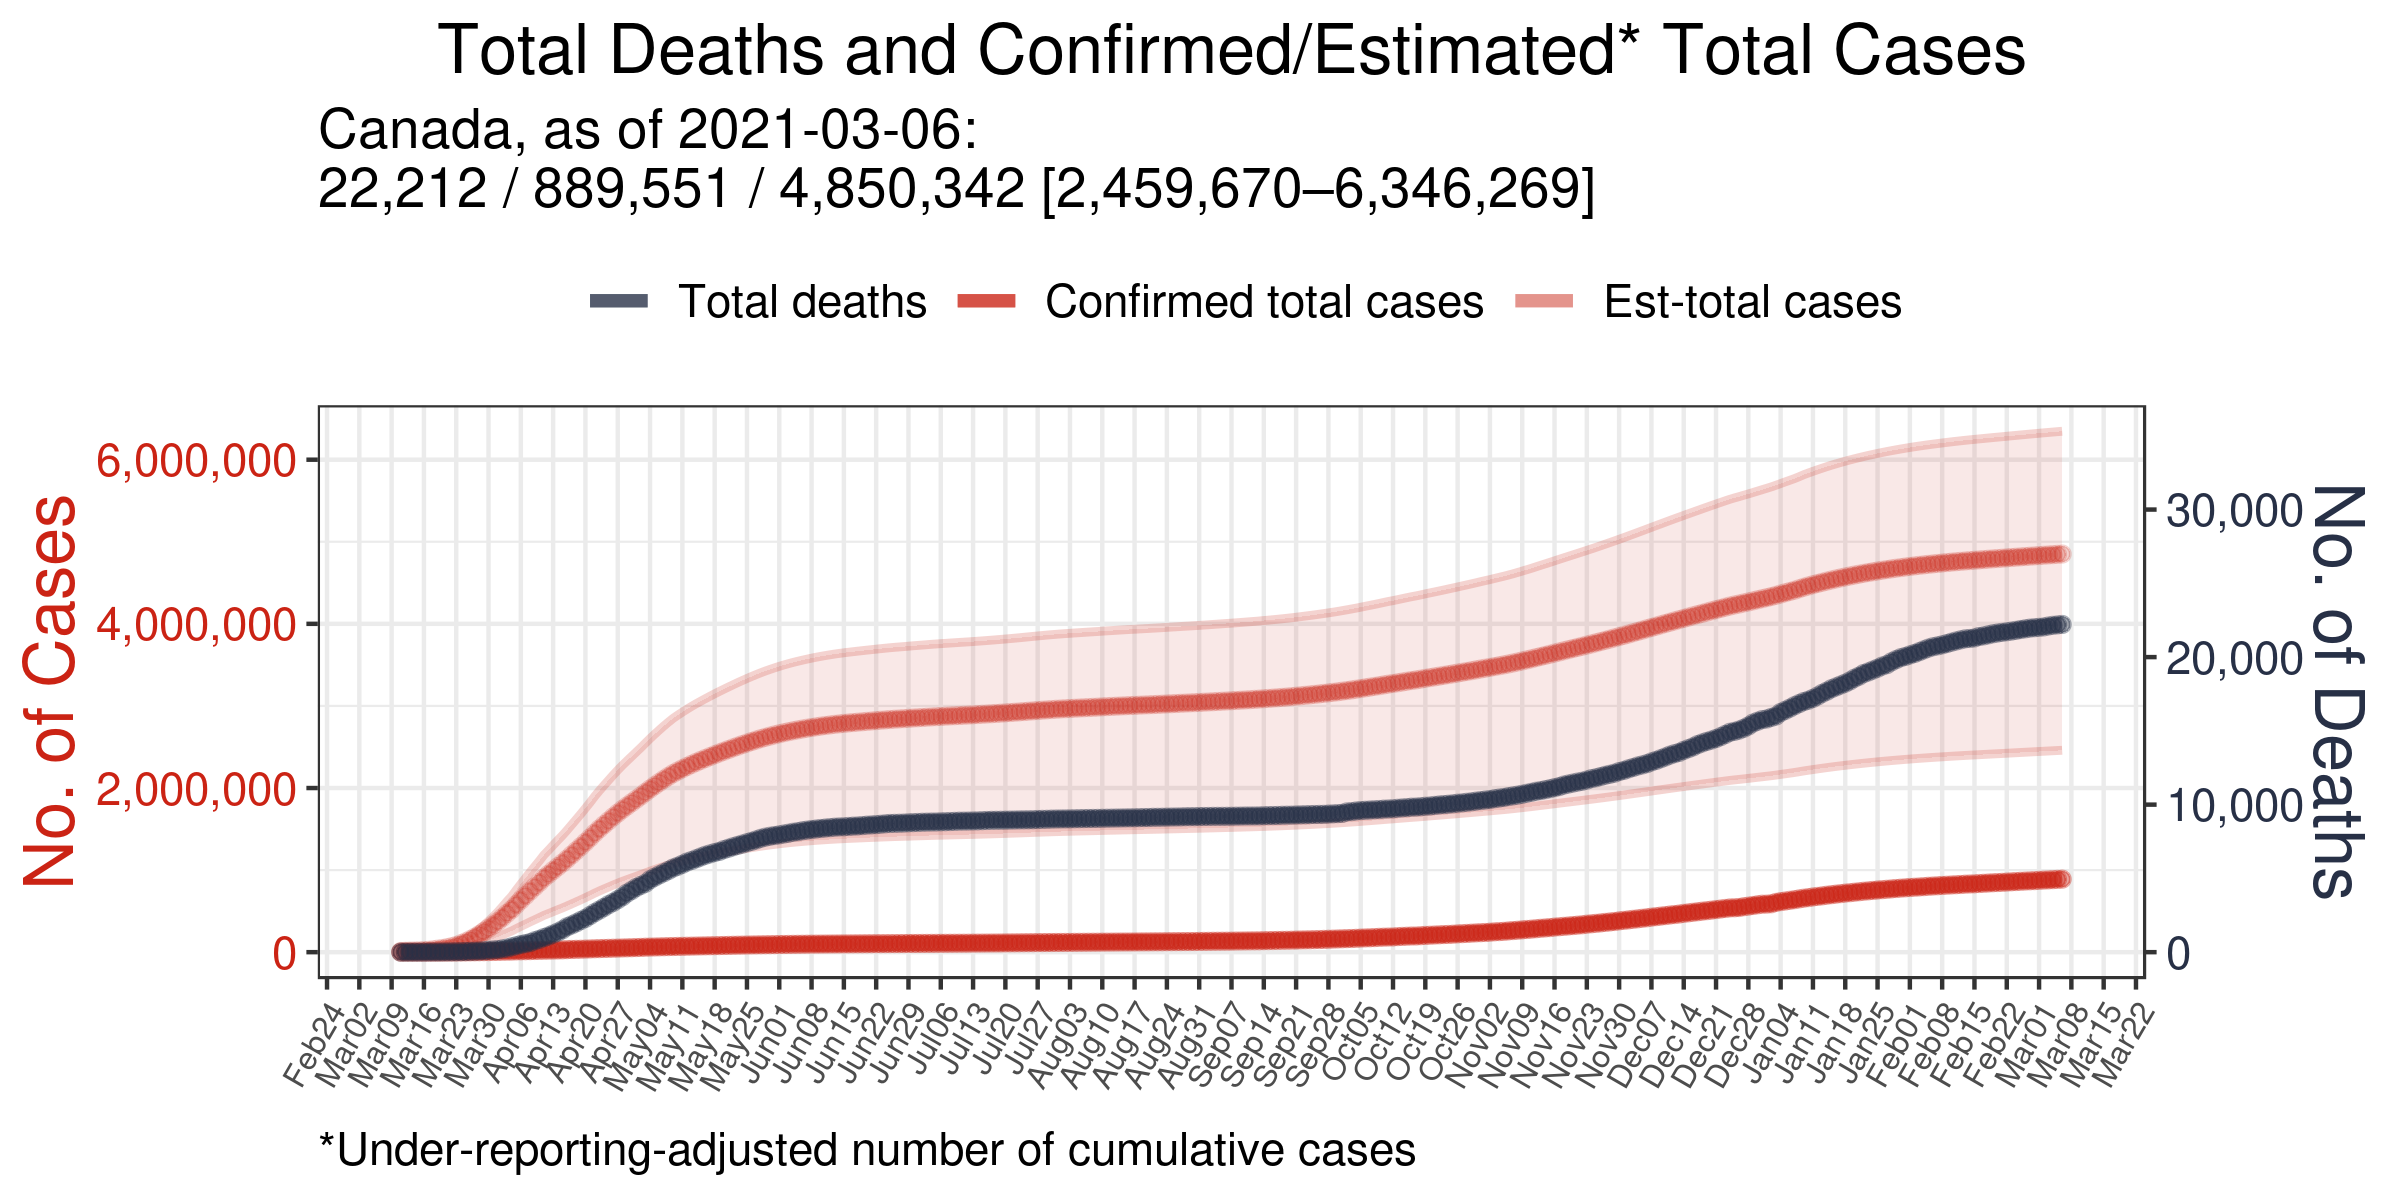 Total Deaths and Confirmed/Estimated* Total Cases
Canada, as of 2021-03-06:
22,212 / 889,551 / 4,850,342 [2,459,670–6,346,269]
Total deaths
Confirmed total cases
Est-total cases
No. of Cases
6,000,000
4,000,000
2,000,000
0
30,000
20,000
10,000
0
No. of Deaths
Feb24
Mar02
Mar09
Mar16
Mar23
Mar30
Apr06
Apr13
Apr20
Apr27
May04
May11
May18
May25
Jun01
Jun08
Jun15
Jun22
Jun29
Jul06
Jul13
Jul20
Jul27
Aug03
Aug10
Aug17
Aug24
Aug31
Sep07
Sep14
Sep21
Sep28
Oct05
Oct12
Oct19
Oct26
Nov02
Nov09
Nov16
Nov23
Nov30
Dec07
Dec14
Dec21
Dec28
Jan04
Jan11
Jan18
Jan25
Feb01
Feb08
Feb15
Feb22
Mar01
Mar08
Mar15
Mar22
*Under-reporting-adjusted number of cumulative cases